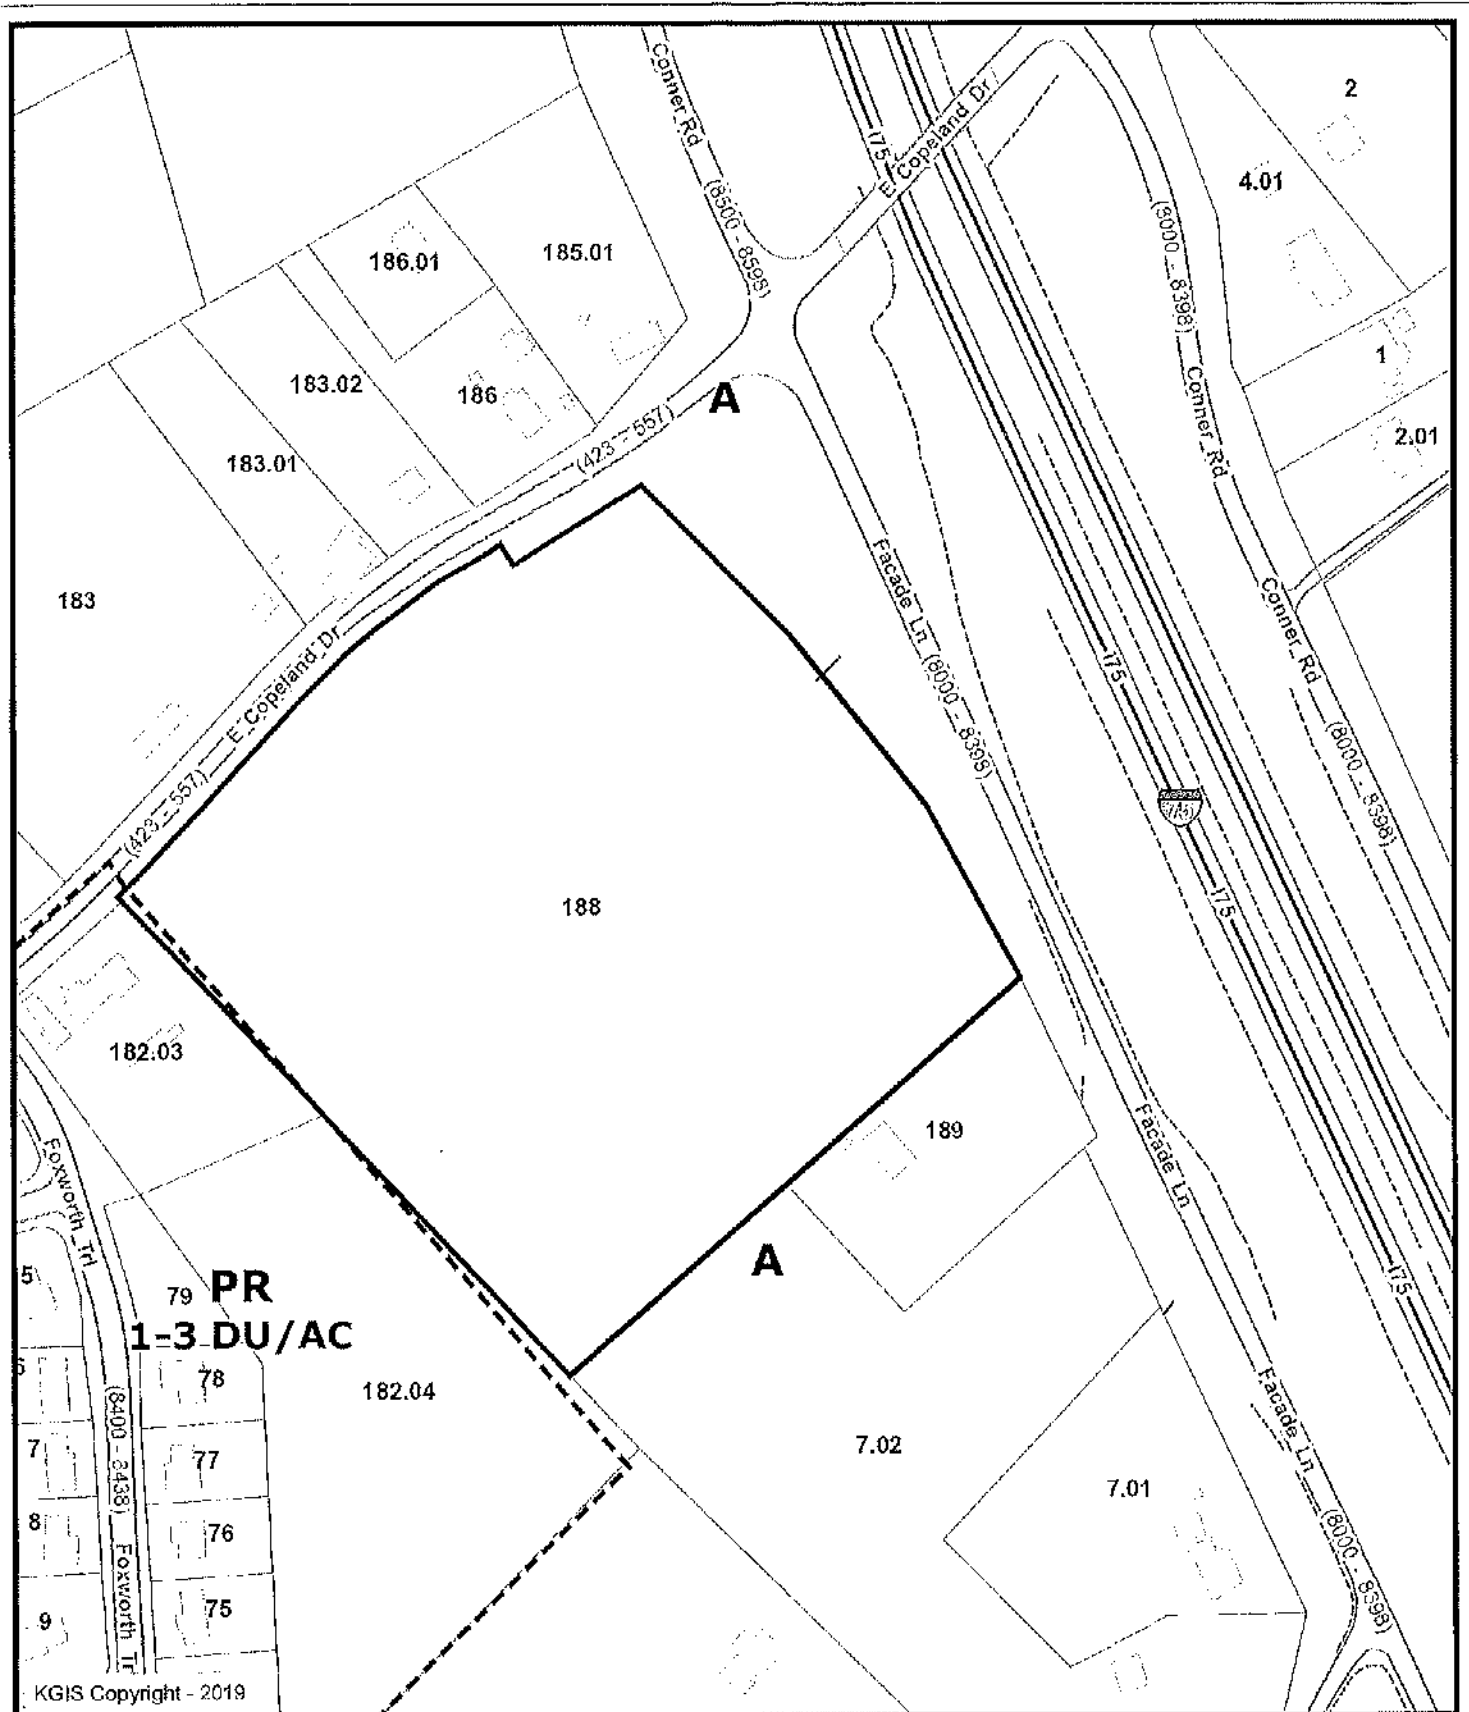 Conner Rd
(8500 - 8598)
I75
E Copeland Dr
2
4.01
(8000 - 8398)
Conner Rd
1
2.01
186.01
185.01
183.02
186
183.01
A
(423 - 557)
183
E Copeland Dr
(423 - 557)
Facade Ln
(8000 - 8398)
I75
Conner Rd
(8000 - 8398)
I75
188
182.03
189
Facade Ln
Foxworth Trl
A
I75
5
79
PR
1-3 DU/AC
6
78
182.04
(8400 - 8438)
7
77
7.02
7.01
Facade Ln
(8000 - 8398)
8
76
Foxworth Tr
9
75
KGIS Copyright - 2019